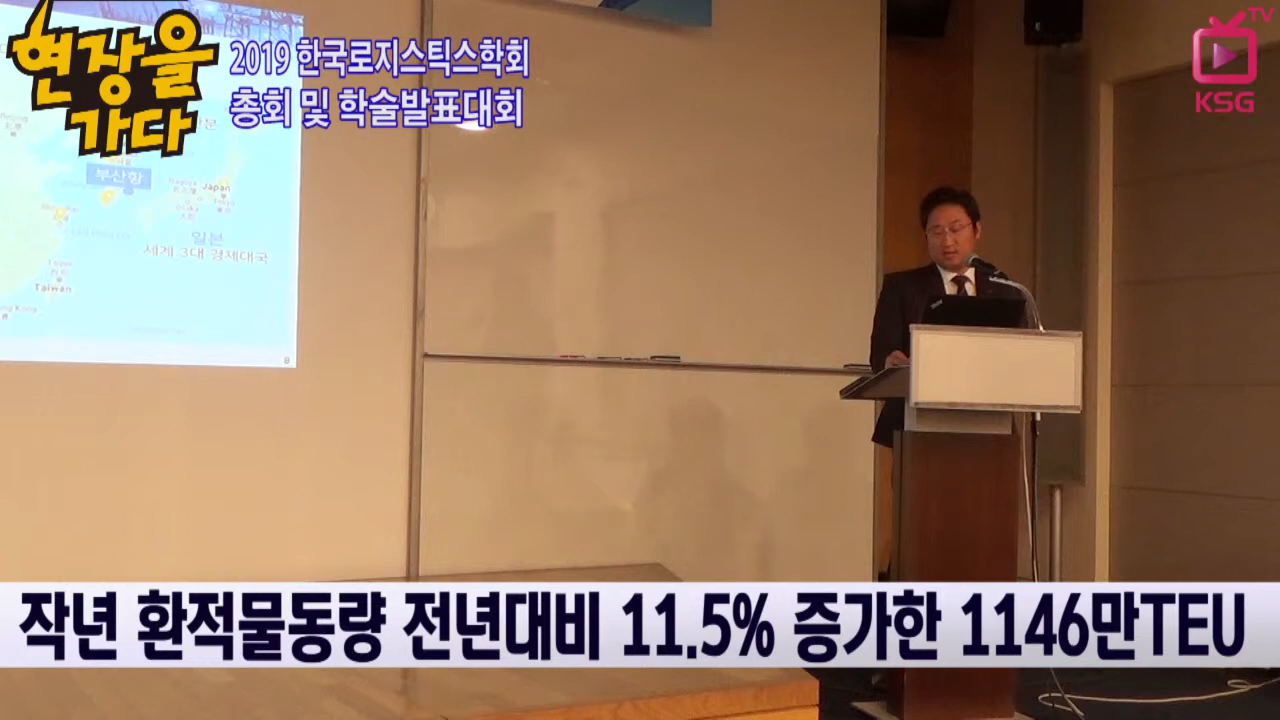 현장을
가다
2019 한국로지스틱스학회
총회 및 학술발표대회
TV
KSG
부산항
Japan
일본
세계 3대 경제대국
Taiwan
8
작년 환적물동량 전년대비 11.5% 증가한 1146만TEU